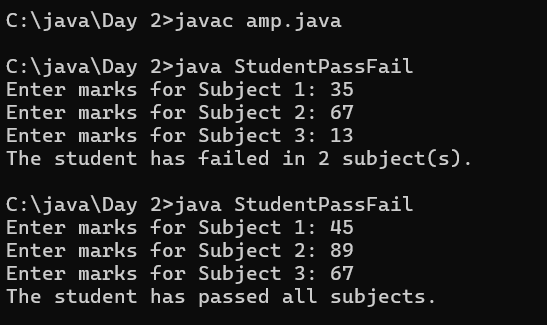 C:\java\Day 2>javac amp.java
C:\java\Day 2>java StudentPassFail
Enter marks for Subject 1: 35
Enter marks for Subject 2: 67
Enter marks for Subject 3: 13
The student has failed in 2 subject(s).
C:\java\Day 2>java StudentPassFail
Enter marks for Subject 1: 45
Enter marks for Subject 2: 89
Enter marks for Subject 3: 67
The student has passed all subjects.